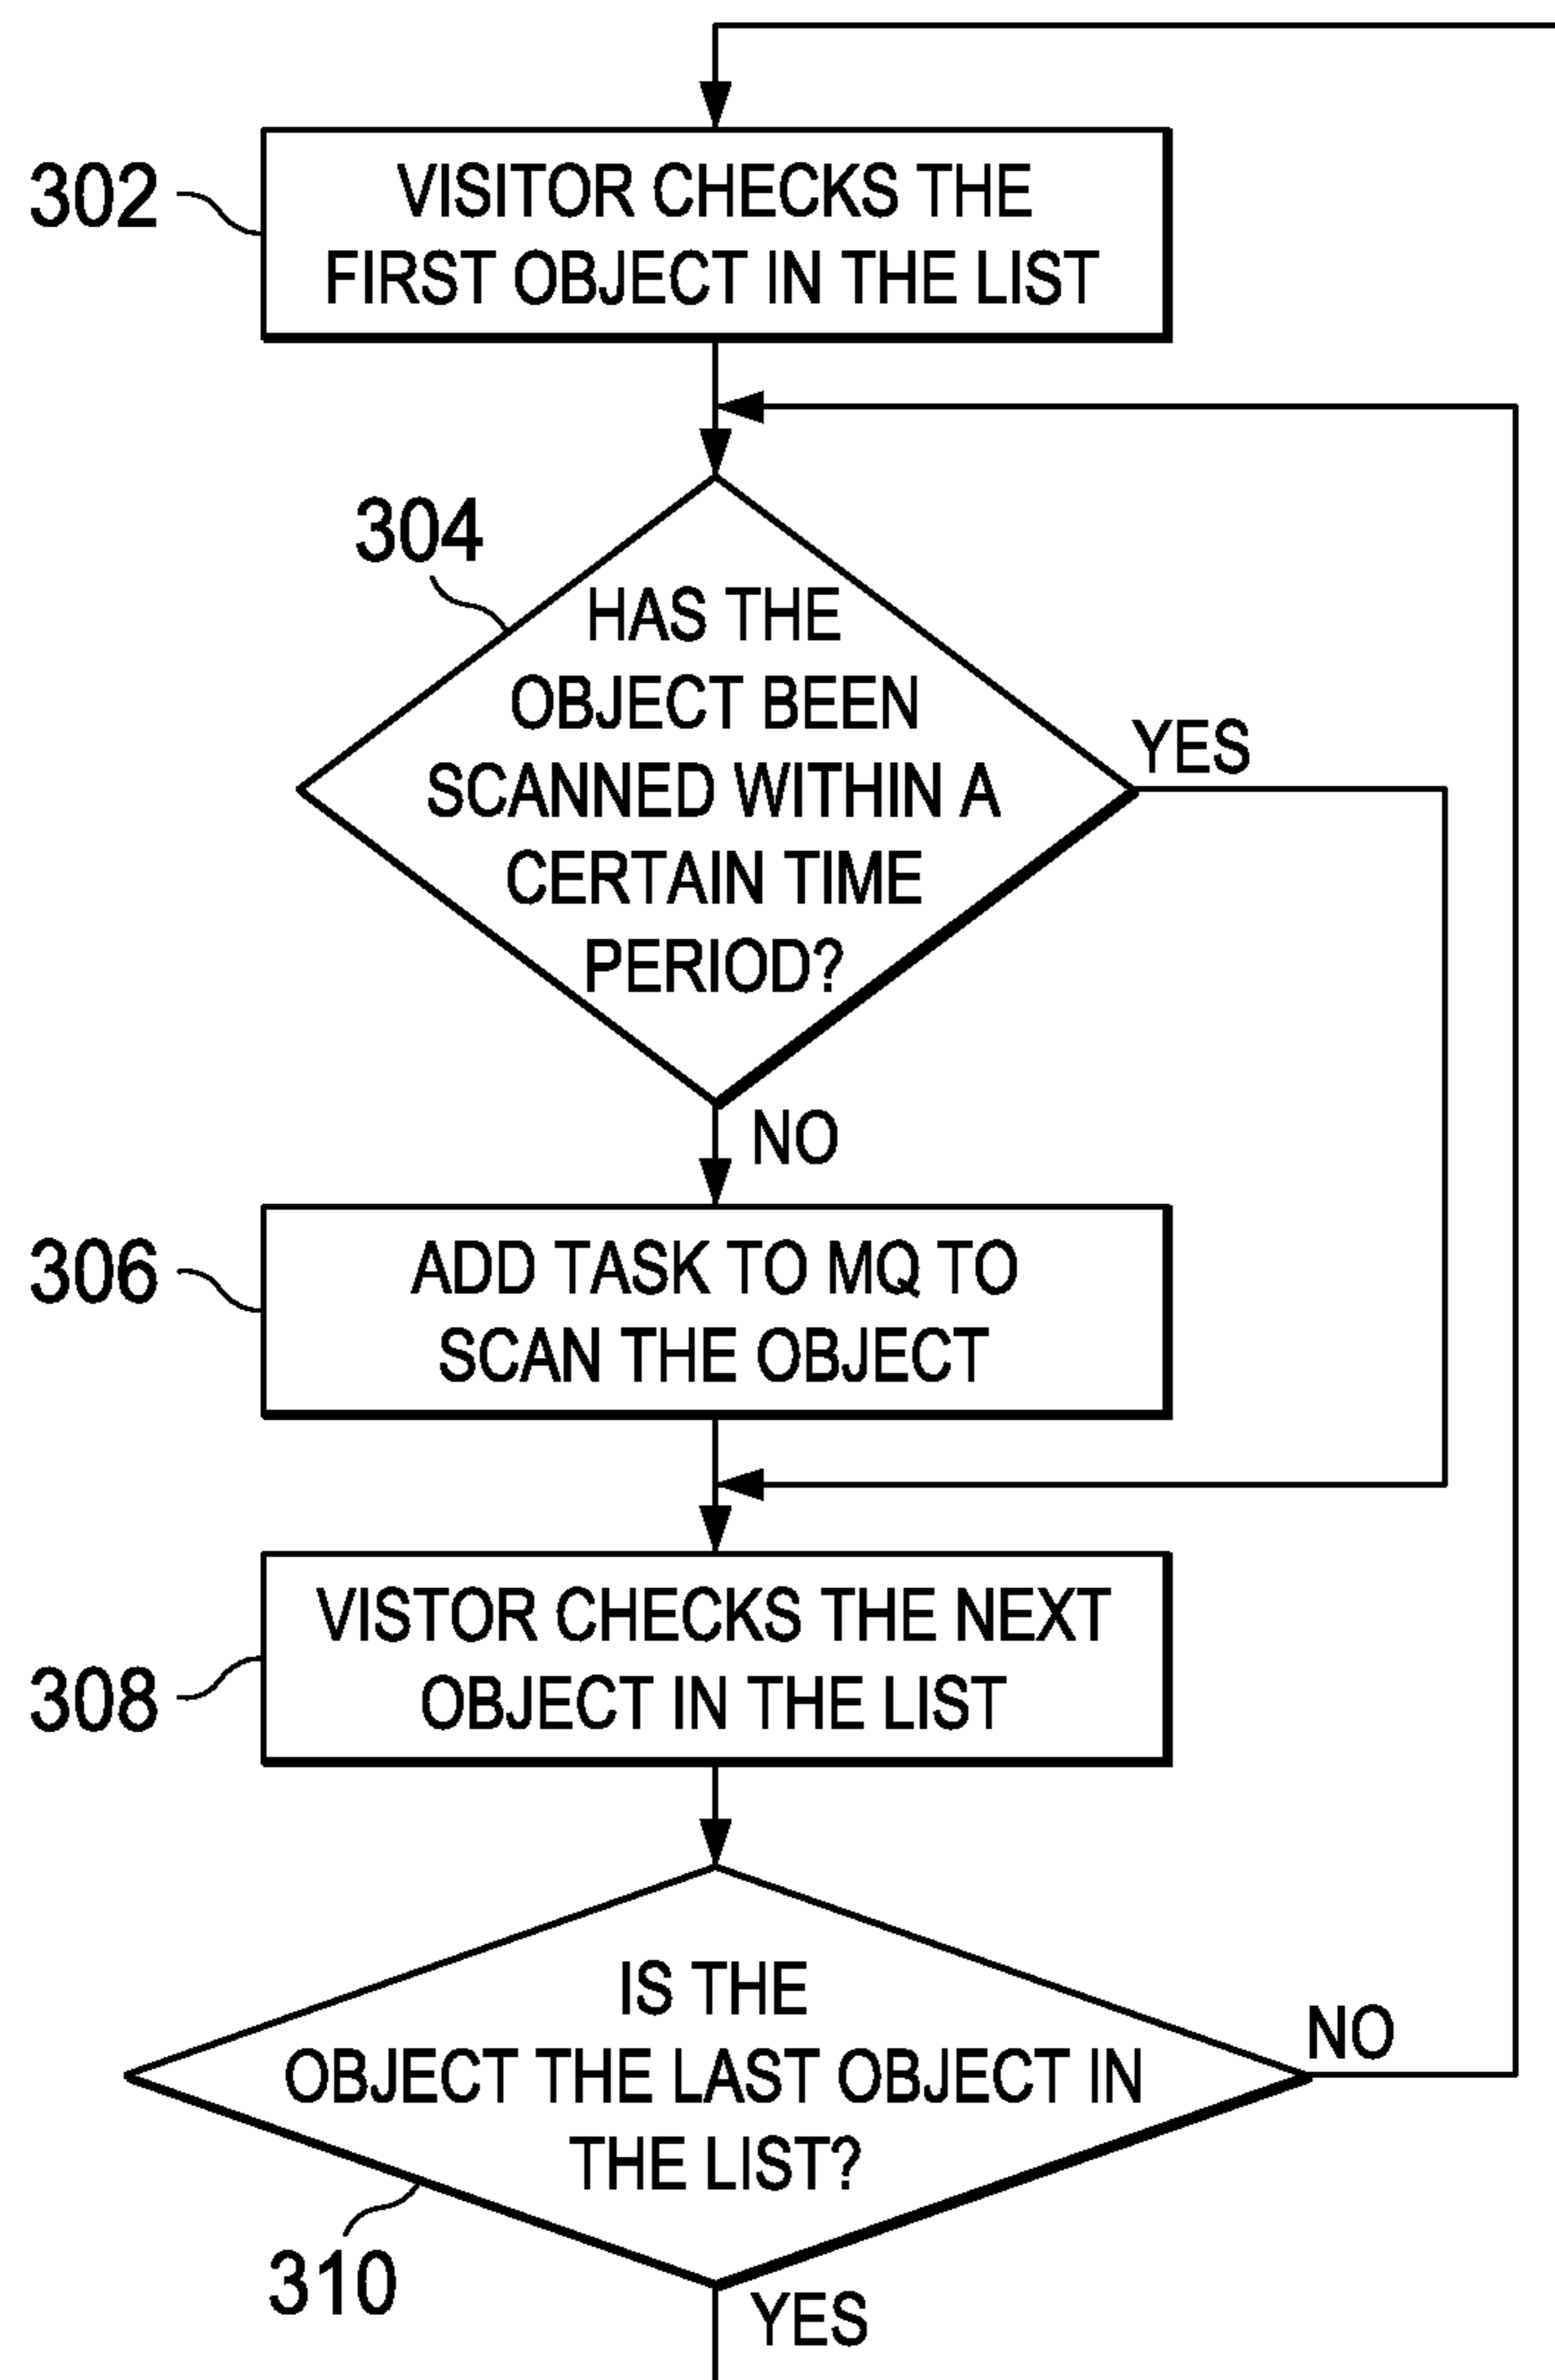 302
VISITOR CHECKS THE
FIRST OBJECT IN THE LIST
304
HAS THE
OBJECT BEEN
SCANNED WITHIN A
CERTAIN TIME
PERIOD?
YES
NO
306
ADD TASK TO MQ TO
SCAN THE OBJECT
308
VISTOR CHECKS THE NEXT
OBJECT IN THE LIST
IS THE
OBJECT THE LAST OBJECT IN
THE LIST?
NO
310
YES